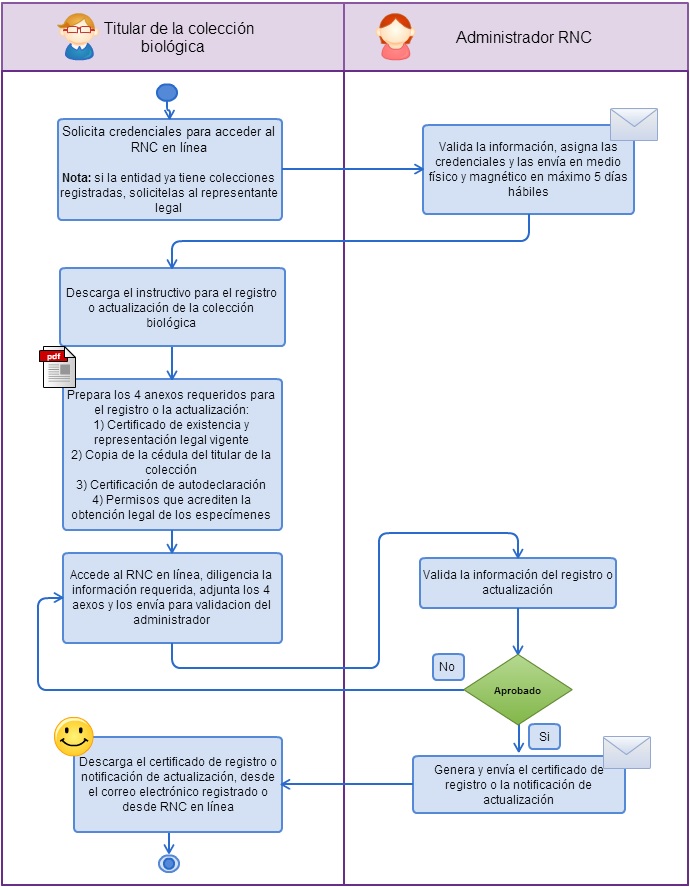 Titular de la colección
biológica
Administrador RNC
Solicita credenciales para acceder al
RNC en línea
Nota: si la entidad ya tiene colecciones
registradas, solicitelas al representante
legal
Valida la información, asigna las
credenciales y las envía en medio
físico y magnético en máximo 5 días
hábiles
Descarga el instructivo para el registro
o actualización de la colección
biológica
pdf
Prepara los 4 anexos requeridos para
el registro o la actualización:
1) Certificado de existencia y
representación legal vigente
2) Copia de la cédula del titular de la
colección
3) Certificación de autodeclaración
4) Permisos que acrediten la
obtención legal de los especímenes
Accede al RNC en línea, diligencia la
información requerida, adjunta los 4
aexos y los envía para validacion del
administrador
Valida la información del registro o
actualización
No
Aprobado
Si
Descarga el certificado de registro o
notificación de actualización, desde
el correo electrónico registrado o
desde RNC en línea
Genera y envía el certificado de
registro o la notificación de
actualización